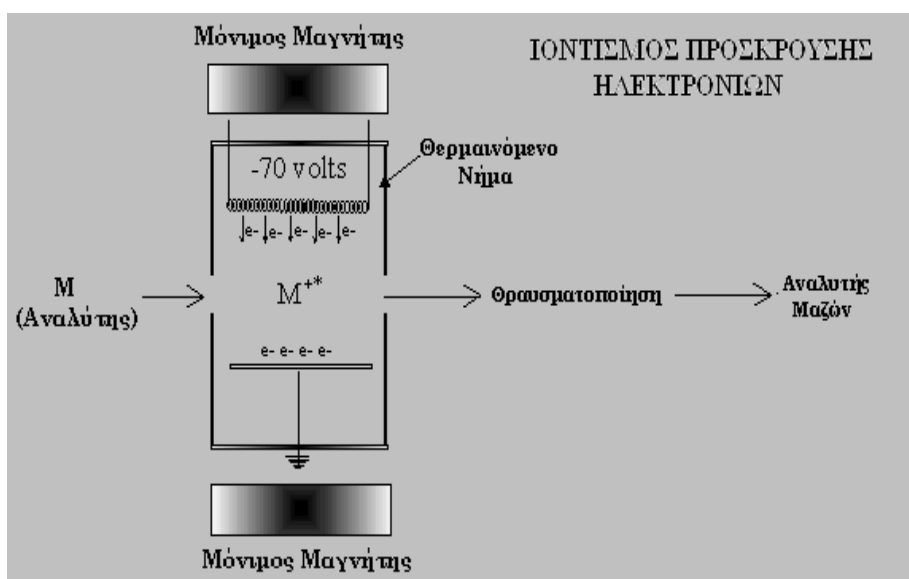 Μόνιμος Μαγνήτης
ΙΟΝΤΙΣΜΟΣ ΠΡΟΣΚΡΟΥΣΗΣ
ΗΛΕΚΤΡΟΝΙΩΝ
-70 volts
Θερμαινόμενο
Νήμα
e- e- e- e- e-
M
(Αναλύτης)
M+*
Θραυσματοποίηση
Αναλυτής
Μαζών
e- e- e- e-
Μόνιμος Μαγνήτης